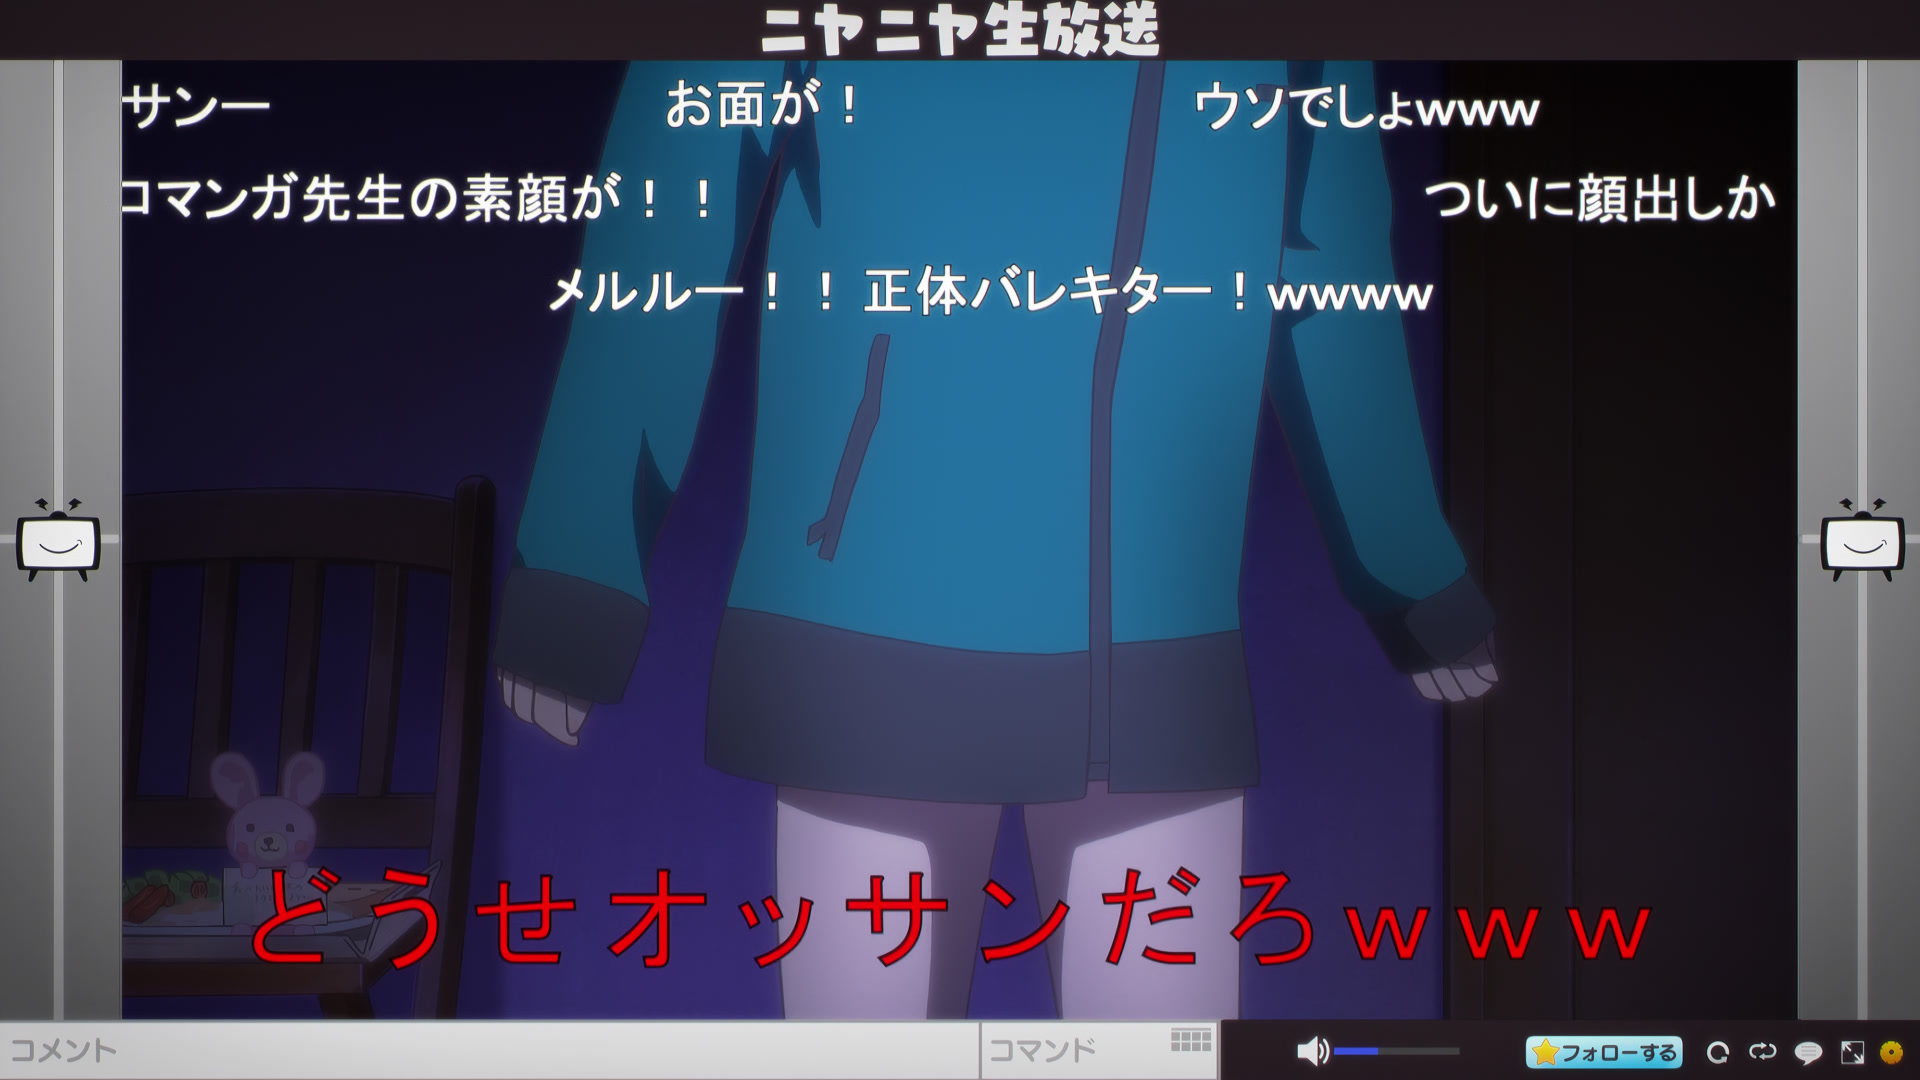 ニヤニヤ生放送
サンー
お面が！
ウソでしょwww
コマンガ先生の素顔が！！
ついに顔出しか
メルルー！！
正体バレキター！wwww
どうせオッサンだろｗｗｗ
コメント
コマンド
フォローする